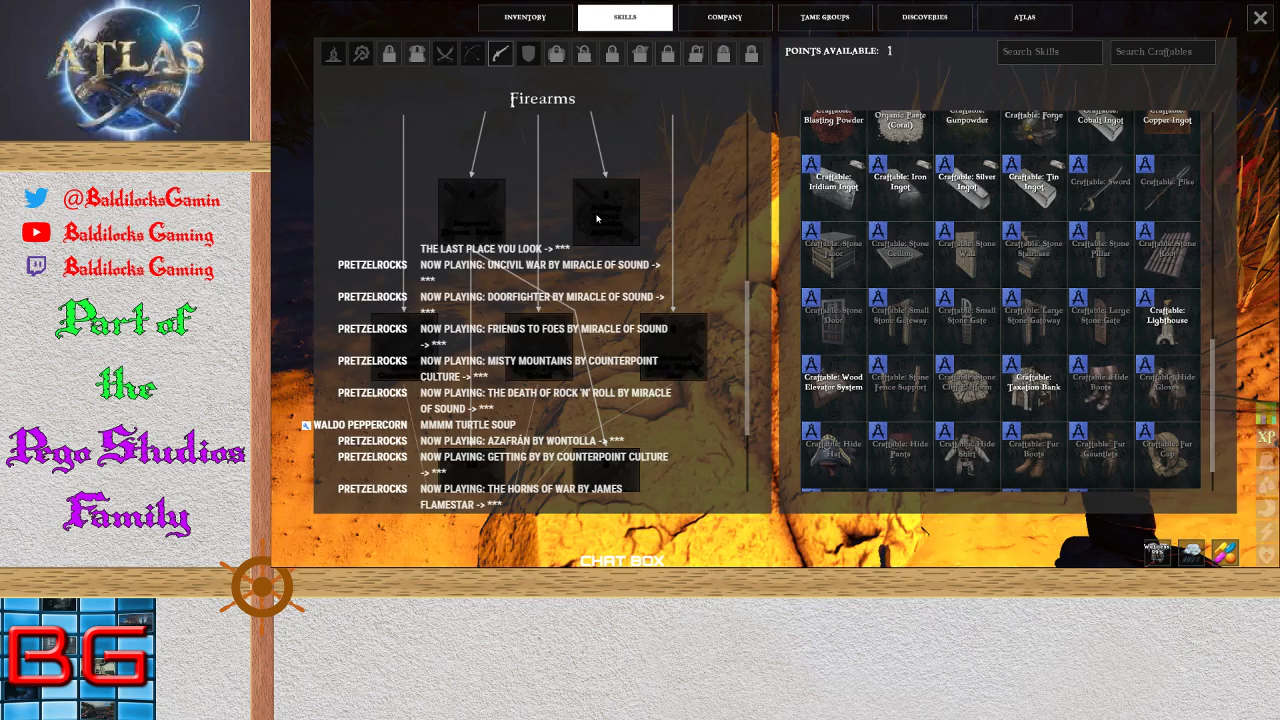 ATLAS
@BaldilocksGamin
Baldilocks Gaming
Baldilocks Gaming
Part of
the
Pego Studios
Family
BG
INVENTORY
SKILLS
COMPANY
TAME GROUPS
DISCOVERIES
ATLAS
Firearms
POINTS AVAILABLE: 1
Search Skills
Search Craftables
THE LAST PLACE YOU LOOK -> ***
PRETZELROCKS NOW PLAYING: UNCIVIL WAR BY MIRACLE OF SOUND ->
***
PRETZELROCKS NOW PLAYING: DOORFIGHTER BY MIRACLE OF SOUND ->
***
PRETZELROCKS NOW PLAYING: FRIENDS TO FOES BY MIRACLE OF SOUND
-> ***
PRETZELROCKS NOW PLAYING: MISTY MOUNTAINS BY COUNTERPOINT
CULTURE -> ***
PRETZELROCKS NOW PLAYING: THE DEATH OF ROCK 'N' ROLL BY MIRACLE
OF SOUND -> ***
WALDO PEPPERCORN MMMM TURTLE SOUP
PRETZELROCKS NOW PLAYING: AZAFRÁN BY WONTOLLA -> ***
PRETZELROCKS NOW PLAYING: GETTING BY BY COUNTERPOINT CULTURE
-> ***
PRETZELROCKS NOW PLAYING: THE HORNS OF WAR BY JAMES
FLAMESTAR -> ***
CHAT BOX
Craftable:
Blasting Powder
Organic Paste
(Coral)
Craftable:
Gunpowder
Craftable: Forge
Craftable:
Cobalt Ingot
Craftable:
Copper Ingot
Craftable:
Iridium Ingot
Craftable: Iron
Ingot
Craftable: Silver
Ingot
Craftable: Tin
Ingot
Craftable: Sword
Craftable: Pike
Craftable: Stone
Floor
Craftable: Stone
Ceiling
Craftable: Stone
Wall
Craftable: Stone
Staircase
Craftable: Stone
Pillar
Craftable: Stone
Roof
Craftable: Stone
Door
Craftable: Small
Stone Gateway
Craftable: Small
Stone Gate
Craftable: Large
Stone Gateway
Craftable: Large
Stone Gate
Craftable:
Lighthouse
Craftable: Wood
Elevator System
Craftable: Stone
Fence Support
Craftable: Stone
Craftable:
Taxation Bank
Craftable: Hide
Boots
Craftable: Hide
Gloves
Craftable: Hide
Hat
Craftable: Hide
Pants
Craftable: Hide
Shirt
Craftable: Fur
Boots
Craftable: Fur
Gauntlets
Craftable: Fur
Cap